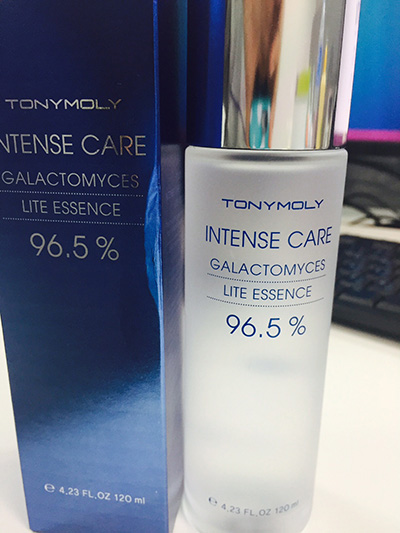 TONYMOLY
INTENSE CARE
GALACTOMYCES
LITE ESSENCE
96.5 %
e 4.23 FL.OZ 120 ml
TONYMOLY
INTENSE CARE
GALACTOMYCES
LITE ESSENCE
96.5 %
e 4.23 FL.OZ 120 ml